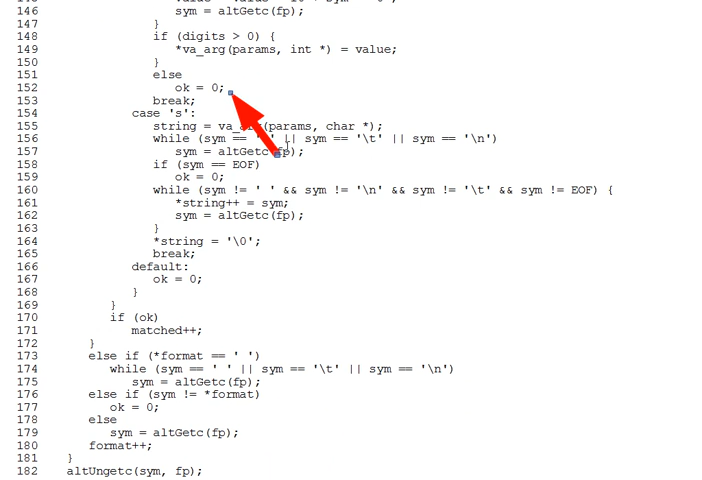 146 sym = altGetc(fp);
147 }
148 if (digits > 0) {
149 *va_arg(params, int *) = value;
150 }
151 else
152 ok = 0;
153 break;
154 case 's':
155 string = va_arg(params, char *);
156 while (sym == ' ' || sym == '\t' || sym == '\n')
157 sym = altGetc(fp);
158 if (sym == EOF)
159 ok = 0;
160 while (sym != ' ' && sym != '\n' && sym != '\t' && sym != EOF) {
161 *string++ = sym;
162 sym = altGetc(fp);
163 }
164 *string = '\0';
165 break;
166 default:
167 ok = 0;
168 }
169 }
170 if (ok)
171 matched++;
172 }
173 else if (*format == ' ')
174 while (sym == ' ' || sym == '\t' || sym == '\n')
175 sym = altGetc(fp);
176 else if (sym != *format)
177 ok = 0;
178 else
179 sym = altGetc(fp);
180 format++;
181 }
182 altUngetc(sym, fp);